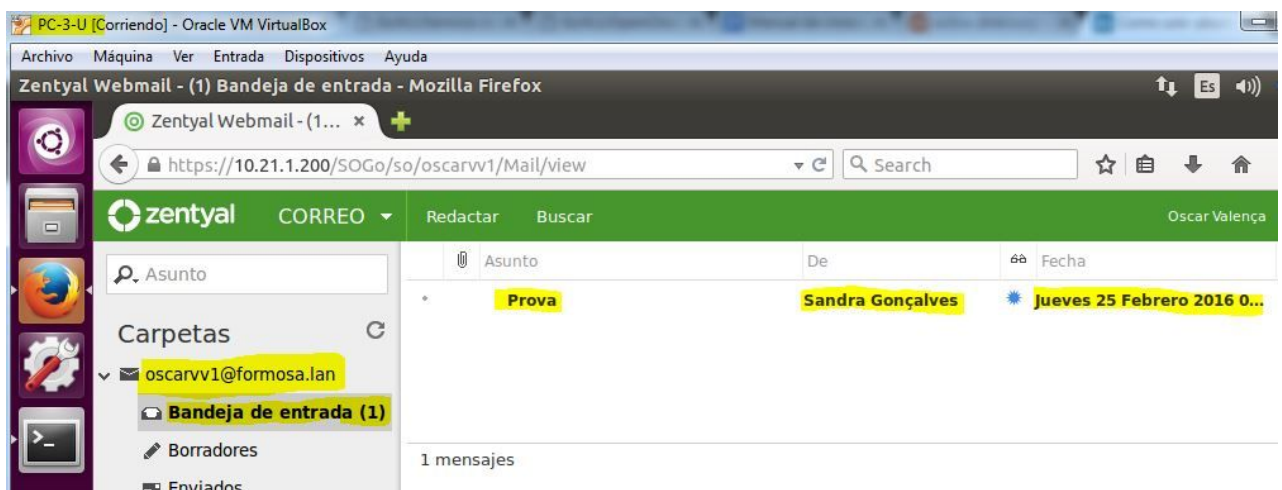 PC-3-U [Corriendo] - Oracle VM VirtualBox
Archivo Máquina Ver Entrada Dispositivos Ayuda
Zentyal Webmail - (1) Bandeja de entrada - Mozilla Firefox Es
Zentyal Webmail - (1...
https://10.21.1.200/SOGo/so/oscarvv1/Mail/view Search
zentyal CORREO Redactar Buscar Oscar Valença
Asunto De Fecha
Asunto
Prova Sandra Gonçalves Jueves 25 Febrero 2016 0...
Carpetas
oscarvv1@formosa.lan
Bandeja de entrada (1)
Borradores
1 mensajes
Enviados